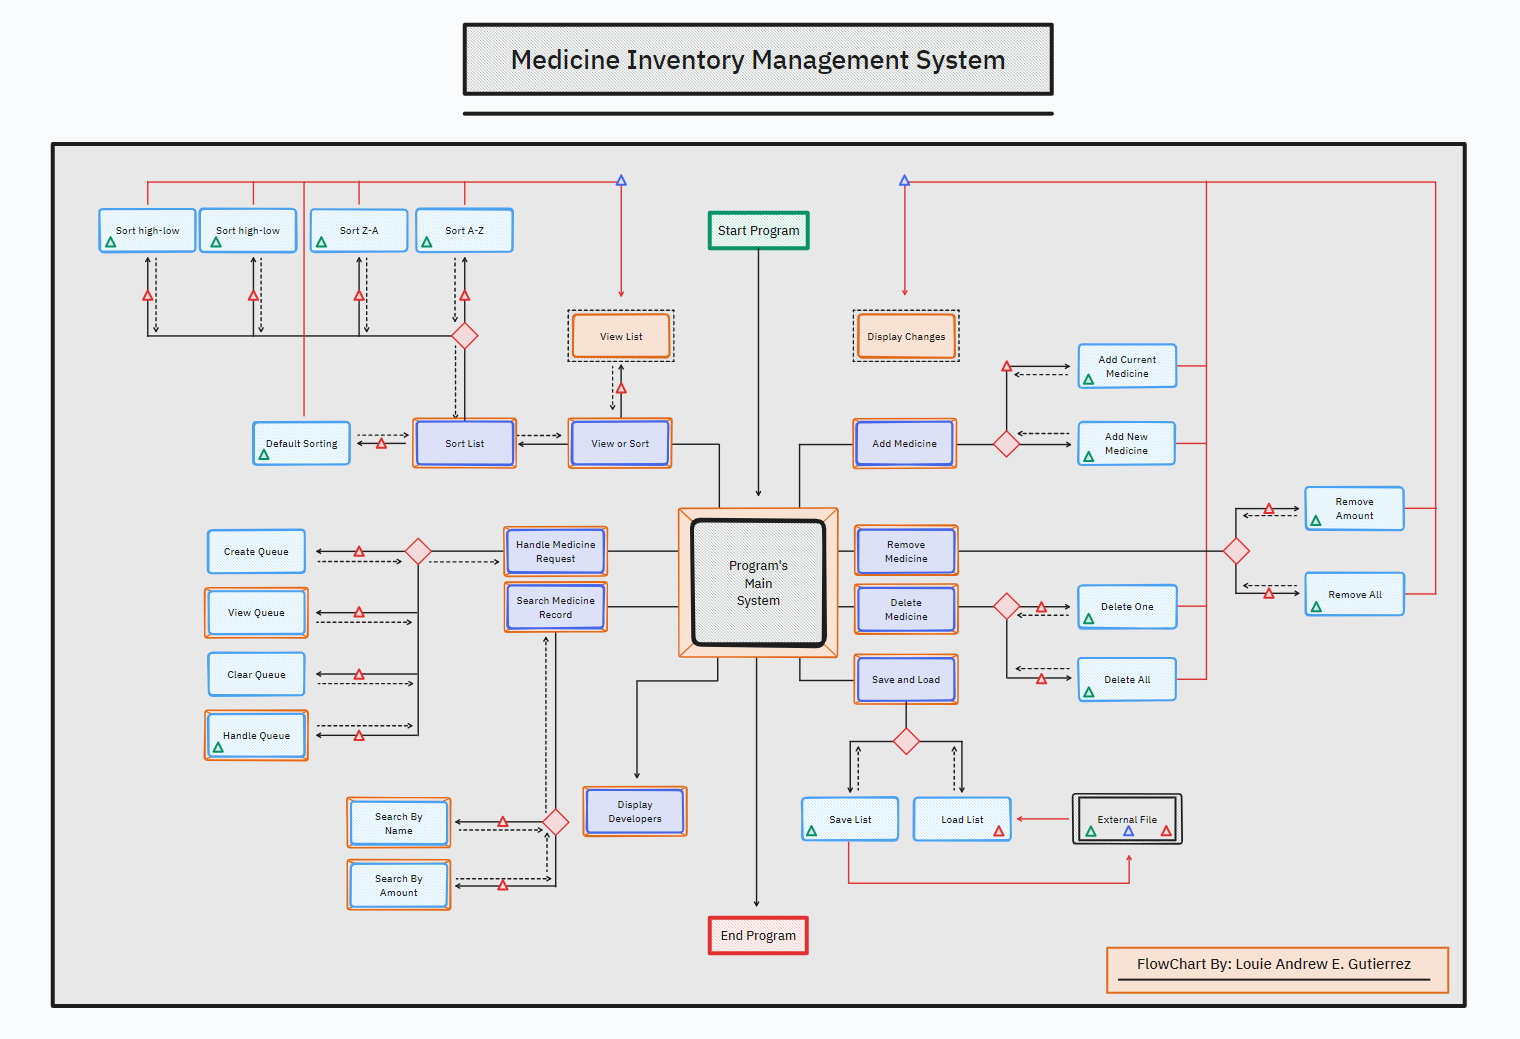 Medicine Inventory Management System
Sort high-low
Sort high-low
Sort Z-A
Sort A-Z
Start Program
View List
Display Changes
Add Current
Medicine
Default Sorting
Sort List
View or Sort
Add Medicine
Add New
Medicine
Remove
Amount
Create Queue
Handle Medicine
Request
Program's
Main
System
Remove
Medicine
View Queue
Search Medicine
Record
Delete
Medicine
Delete One
Remove All
Clear Queue
Save and Load
Delete All
Handle Queue
Search By
Name
Display
Developers
Save List
Load List
External File
Search By
Amount
End Program
FlowChart By: Louie Andrew E. Gutierrez